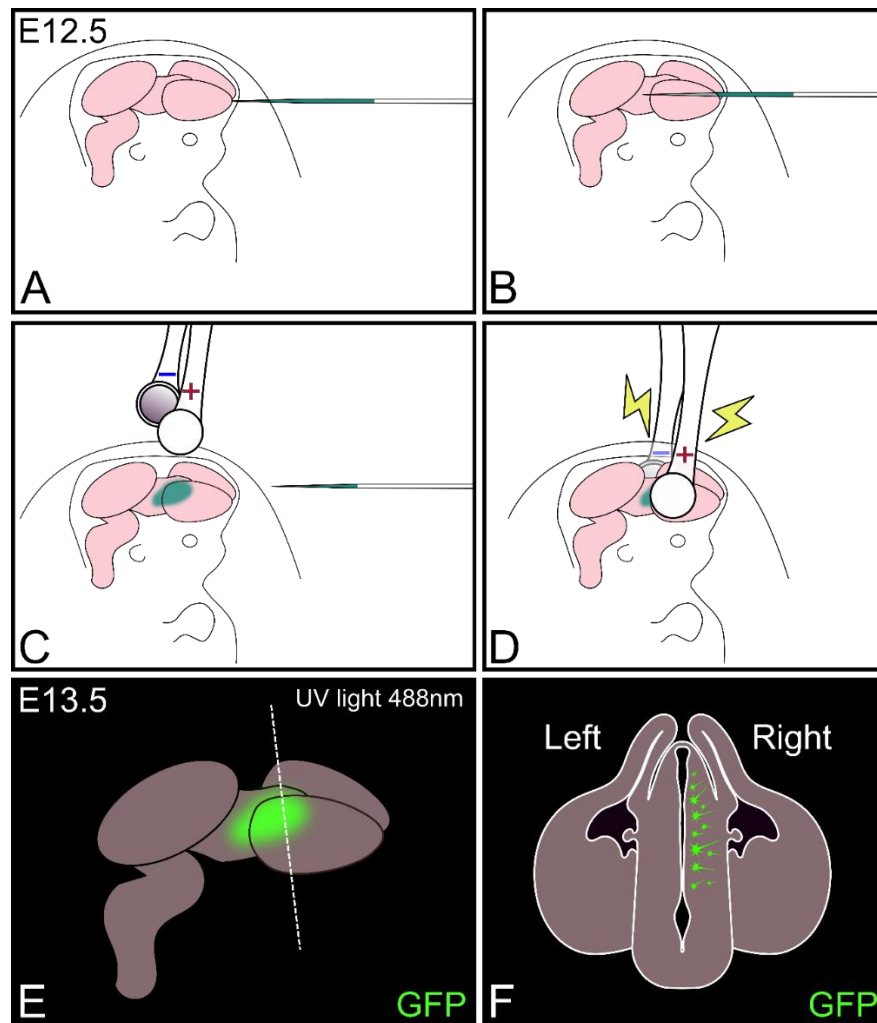 E12.5
A
B
− +
C
− +
D
E13.5
UV light 488nm
E
GFP
Left
Right
F
GFP